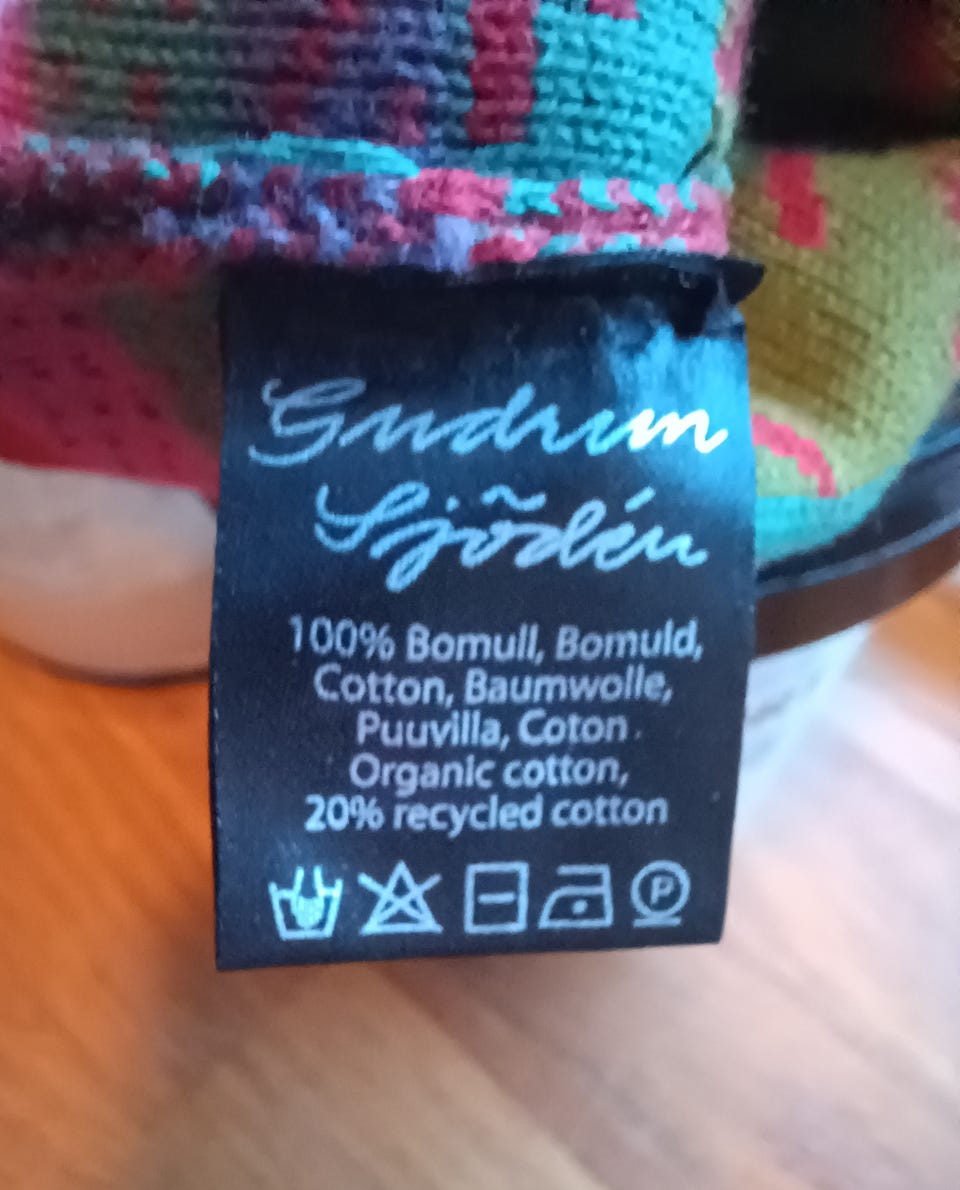 Gudrun
Sjödén
100% Bomull, Bomuld,
Cotton, Baumwolle,
Puuvilla, Coton.
Organic cotton,
20% recycled cotton
P